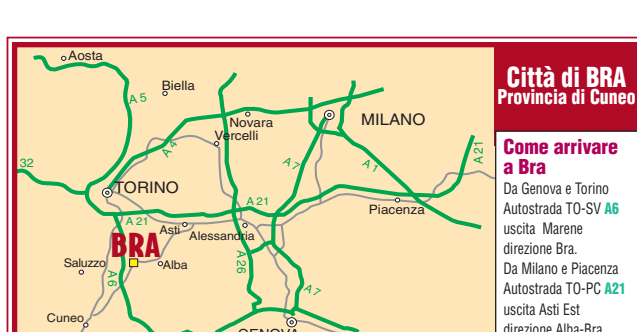 Aosta
Biella
A 5
Novara
Vercelli
MILANO
A 4
A 7
A 1
A 21
32
TORINO
A 21
Piacenza
A 21
Asti
Alessandria
BRA
Saluzzo
Alba
A 6
A 26
A 7
Cuneo
GENOVA
Città di BRA
Provincia di Cuneo
Come arrivare
a Bra
Da Genova e Torino
Autostrada TO-SV A6
uscita Marene
direzione Bra.
Da Milano e Piacenza
Autostrada TO-PC A21
uscita Asti Est
direzione Alba-Bra